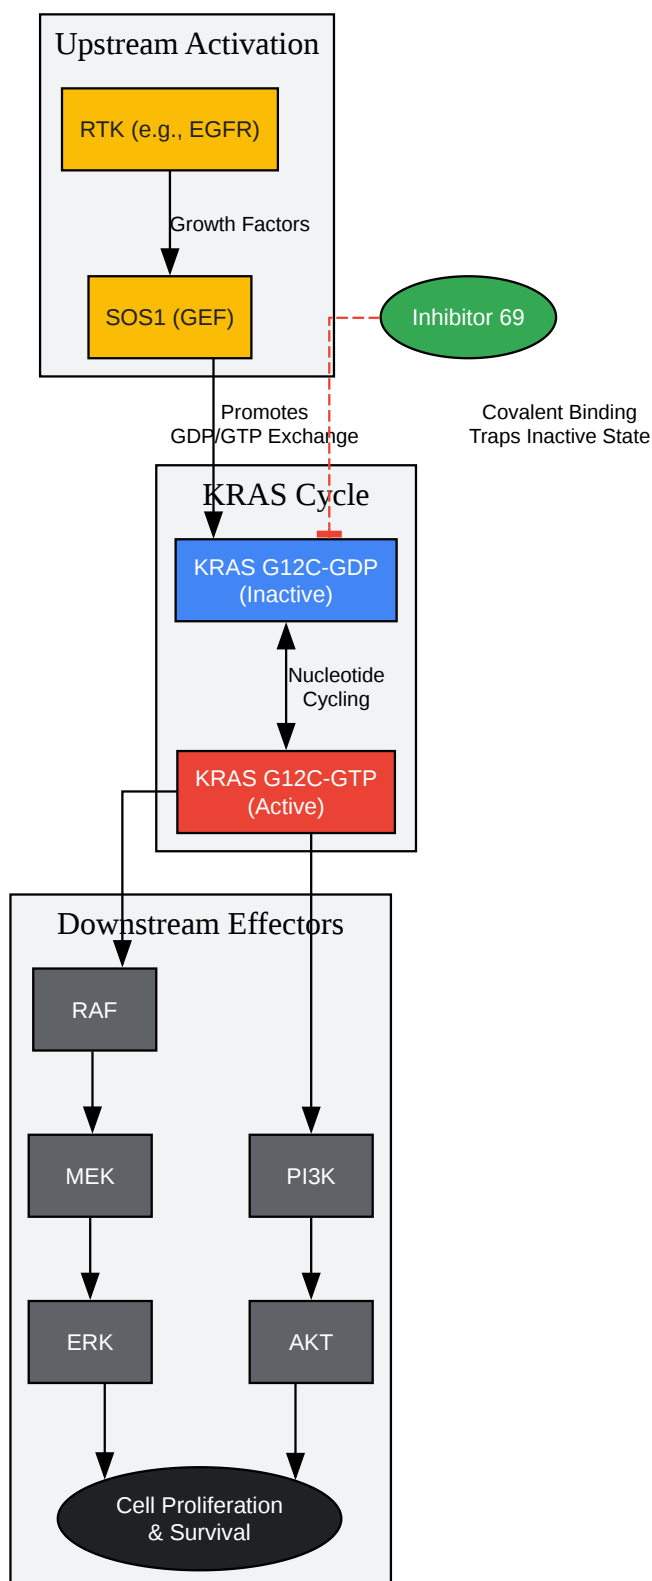 Upstream Activation
RTK (e.g., EGFR)
Growth Factors
SOS1 (GEF)
Inhibitor 69
Promotes
GDP/GTP Exchange
Covalent Binding
Traps Inactive State
KRAS Cycle
KRAS G12C-GDP
(Inactive)
Nucleotide
Cycling
KRAS G12C-GTP
(Active)
Downstream Effectors
RAF
MEK
PI3K
ERK
AKT
Cell Proliferation
& Survival